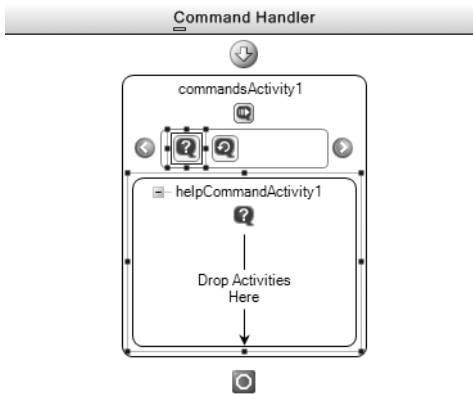 Command Handler
commandsActivity1
helpCommandActivity1
Drop Activities
Here